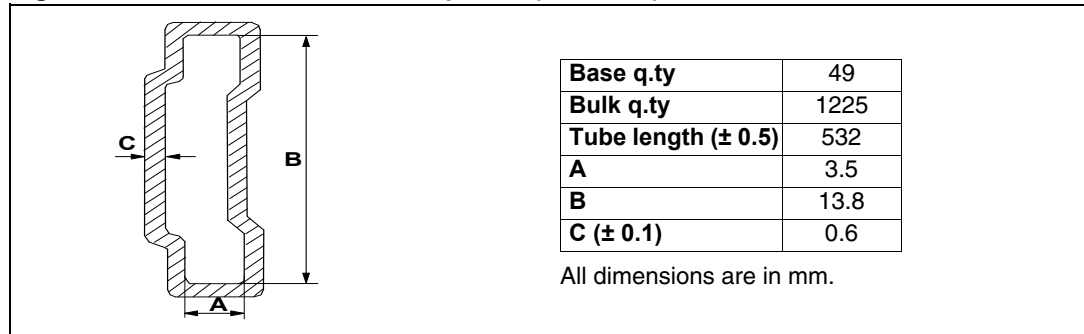 C
B
A
Base q.ty 49
Bulk q.ty 1225
Tube length (± 0.5) 532
A 3.5
B 13.8
C (± 0.1) 0.6
All dimensions are in mm.